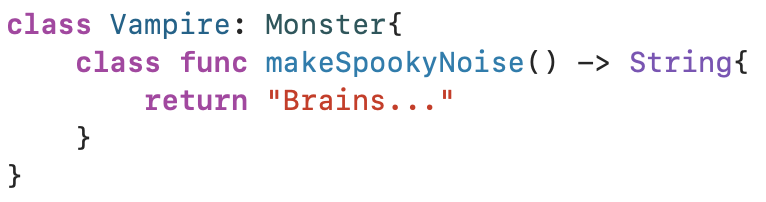 class Vampire: Monster{
    class func makeSpookyNoise() -> String{
        return "Brains..."
    }
}